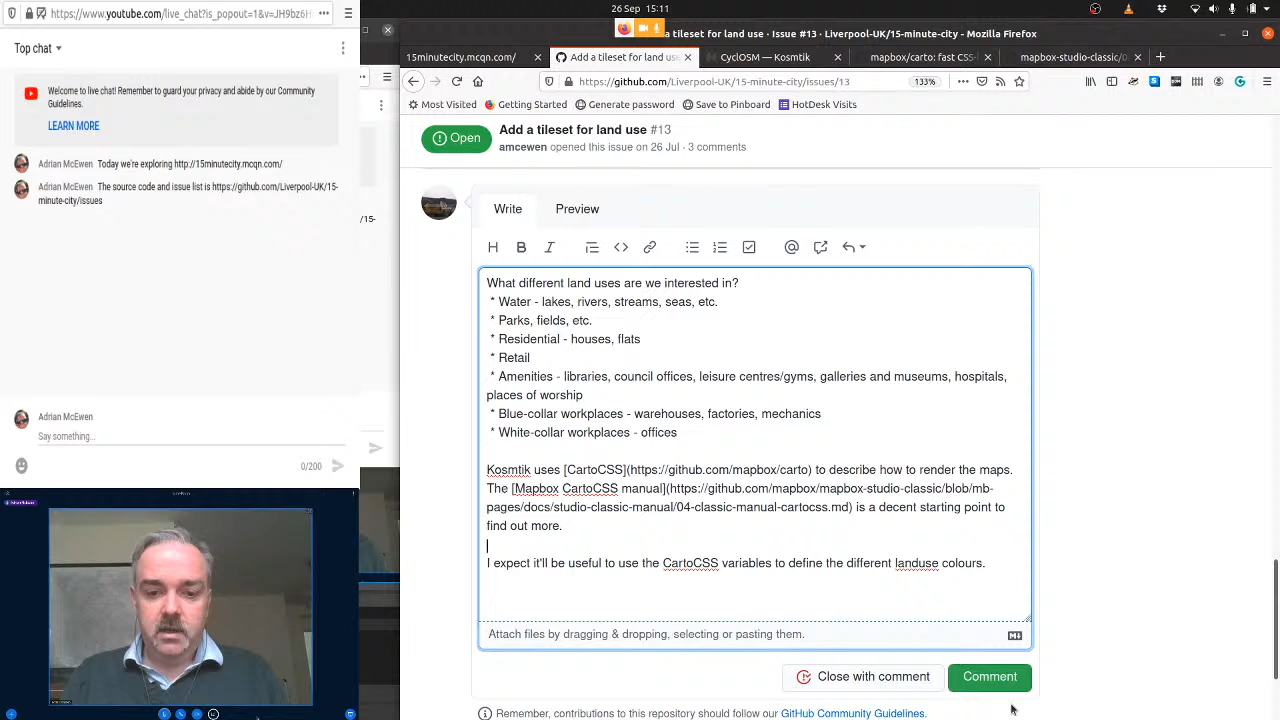 26 Sep 15:11
https://www.youtube.com/live_chat?is_popout=1&v=JH9bz6H
Top chat
Welcome to live chat! Remember to guard your privacy and abide by our Community
Guidelines.
LEARN MORE
Adrian McEwen Today we're exploring http://15minutecity.mcqn.com/
Adrian McEwen The source code and issue list is https://github.com/Liverpool-UK/15-
minute-city/issues
Adrian McEwen
Say something...
0/200
/15-
a tileset for land use · Issue #13 · Liverpool-UK/15-minute-city - Mozilla Firefox
15minutecity.mcqn.com/
Add a tileset for land use
CyclOSM — Kosmtik
mapbox/carto: fast CSS-l
mapbox-studio-classic/0
https://github.com/Liverpool-UK/15-minute-city/issues/13
133%
Most Visited
Getting Started
Generate password
Save to Pinboard
HotDesk Visits
Open
Add a tileset for land use #13
amcewen opened this issue on 26 Jul · 3 comments
Write
Preview
What different land uses are we interested in?
* Water - lakes, rivers, streams, seas, etc.
* Parks, fields, etc.
* Residential - houses, flats
* Retail
* Amenities - libraries, council offices, leisure centres/gyms, galleries and museums, hospitals,
places of worship
* Blue-collar workplaces - warehouses, factories, mechanics
* White-collar workplaces - offices
Kosmtik uses [CartoCSS](https://github.com/mapbox/carto) to describe how to render the maps.
The [Mapbox CartoCSS manual](https://github.com/mapbox/mapbox-studio-classic/blob/mb-
pages/docs/studio-classic-manual/04-classic-manual-cartocss.md) is a decent starting point to
find out more.
I expect it'll be useful to use the CartoCSS variables to define the different landuse colours.
Attach files by dragging & dropping, selecting or pasting them.
Close with comment
Comment
Remember, contributions to this repository should follow our GitHub Community Guidelines.